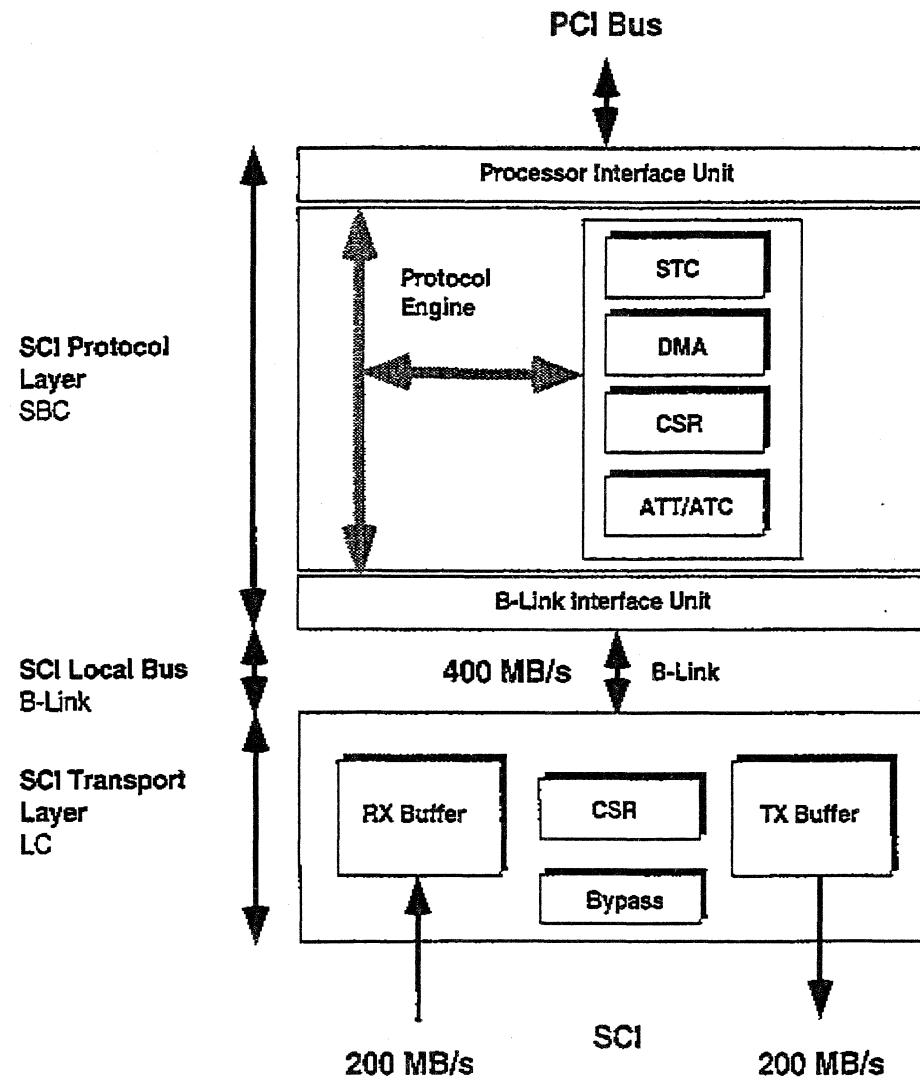 PCI Bus
Processor Interface Unit
Protocol
Engine
STC
DMA
CSR
ATT/ATC
SCI Protocol
Layer
SBC
B-Link Interface Unit
SCI Local Bus
B-Link
400 MB/s
B-Link
SCI Transport
Layer
LC
RX Buffer
CSR
TX Buffer
Bypass
SCI
200 MB/s
200 MB/s